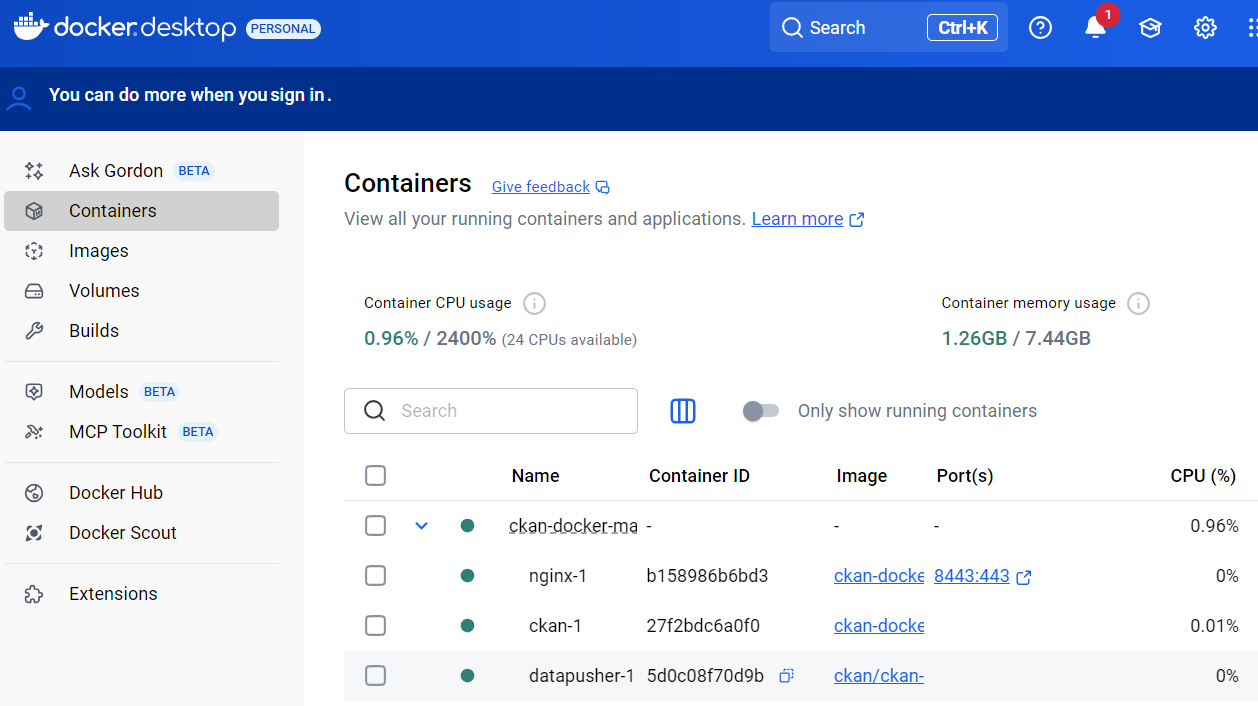 docker.desktop PERSONAL Search Ctrl+K 1
You can do more when you sign in.
Ask Gordon BETA
Containers
Images
Volumes
Builds
Models BETA
MCP Toolkit BETA
Docker Hub
Docker Scout
Extensions
Containers Give feedback
View all your running containers and applications. Learn more
Container CPU usage
0.96% / 2400% (24 CPUs available)
Container memory usage
1.26GB / 7.44GB
Search Only show running containers
Name Container ID Image Port(s) CPU (%)
ckan-docker-ma - - - 0.96%
nginx-1 b158986b6bd3 ckan-docke 8443:443 0%
ckan-1 27f2bdc6a0f0 ckan-docke 0.01%
datapusher-1 5d0c08f70d9b ckan/ckan- 0%